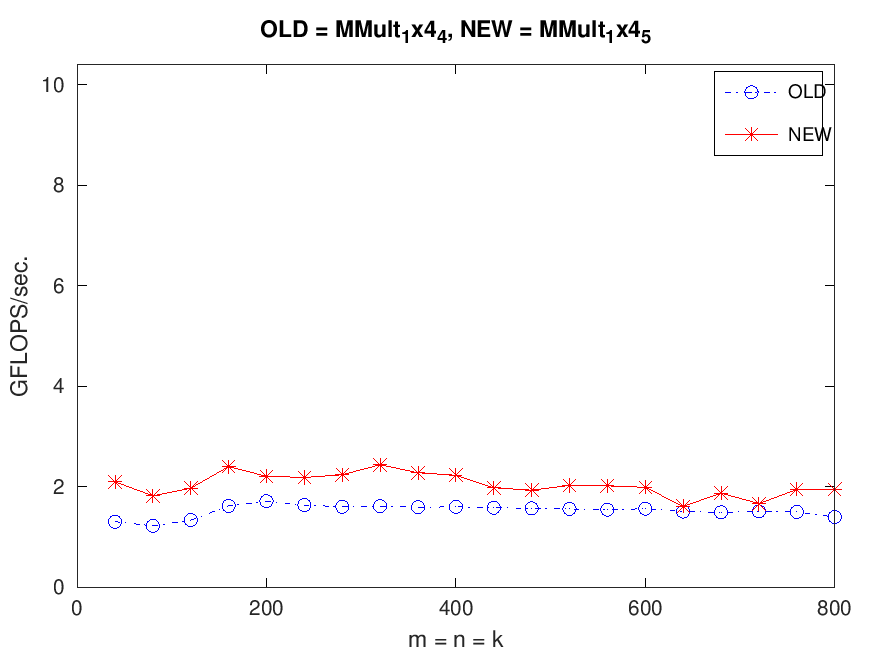 OLD = MMult₁x4₄, NEW = MMult₁x4₅
10
8
6
4
2
0
GFLOPS/sec.
OLD
NEW
0 200 400 600 800
m = n = k